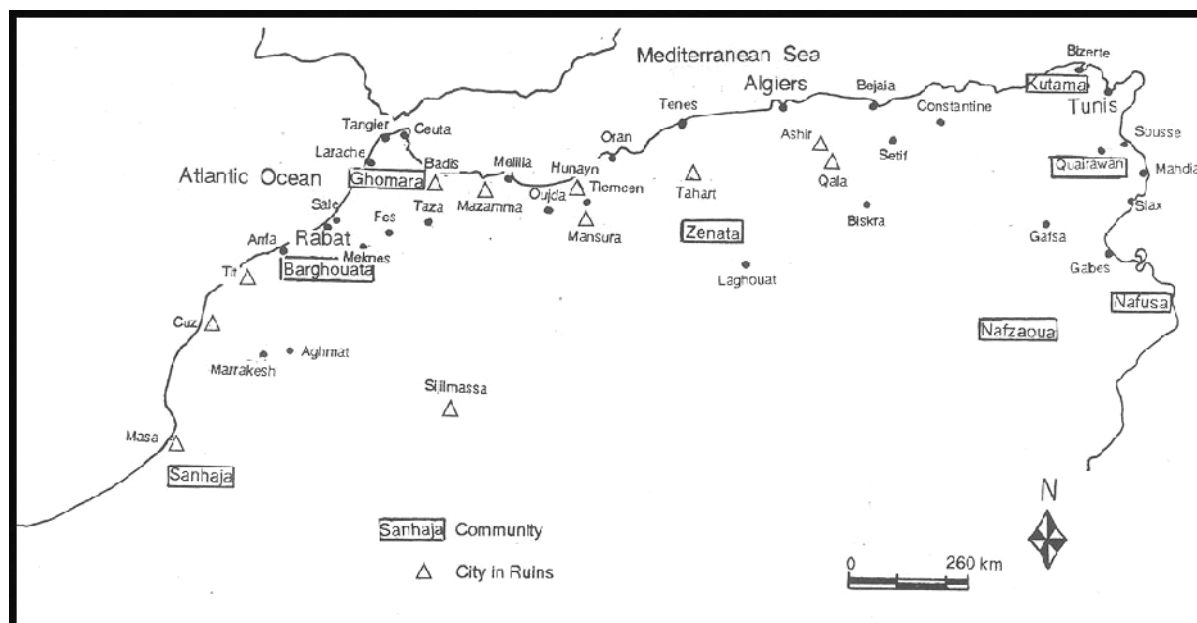 Mediterranean Sea
Bizerte
Algiers
Bejaia
Kutama
Tunis
Tenes
Constantine
Tangier
Ceuta
Oran
Ashir
Setif
Sousse
Larache
Badis
Melilla
Hunayn
Quairawan
Mahdia
Atlantic Ocean
Ghomara
Tlemcen
Tahart
Qala
Mazamma
Oujda
Sale
Fes
Taza
Biskra
Sfax
Anfa
Rabat
Mansura
Zenata
Gafsa
Meknes
Tit
Barghouata
Laghouat
Gabes
Nafusa
Cuz
Nafzaoua
Marrakesh
Aghmat
Sijilmassa
Masa
Sanhaja
N
Sanhaja Community
City in Ruins
0 260 km